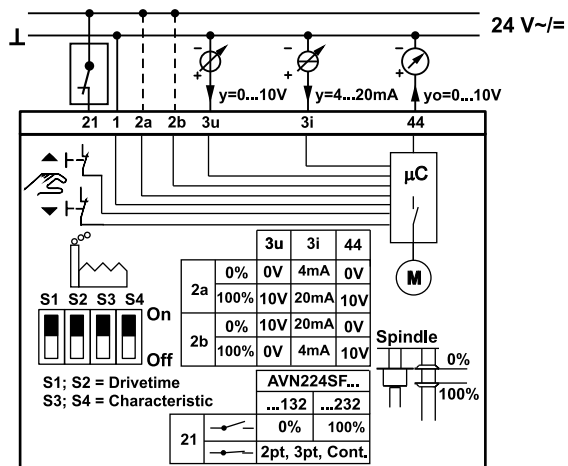 24 V~/=
⊥
− + y=0...10V
− + y=4...20mA
− + yo=0...10V
21 1 2a 2b 3u 3i 44
µC
M
3u 3i 44
2a 0% 0V 4mA 0V
100% 10V 20mA 10V
2b 0% 10V 20mA 0V
100% 0V 4mA 10V
S1 S2 S3 S4
On
Off
S1; S2 = Drivetime
S3; S4 = Characteristic
Spindle
0%
100%
AVN224SF...
...132 ...232
21 0% 100%
2pt, 3pt, Cont.